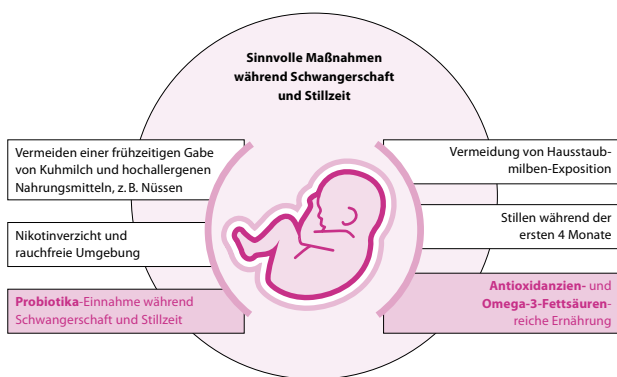 Sinnvolle Maßnahmen
während Schwangerschaft
und Stillzeit
Vermeiden einer frühzeitigen Gabe
von Kuhmilch und hochallergenen
Nahrungsmitteln, z. B. Nüssen
Nikotinverzicht und
rauchfreie Umgebung
Probiotika-Einnahme während
Schwangerschaft und Stillzeit
Vermeidung von Hausstaub-
milben-Exposition
Stillen während der
ersten 4 Monate
Antioxidanzien- und
Omega-3-Fettsäuren-
reiche Ernährung